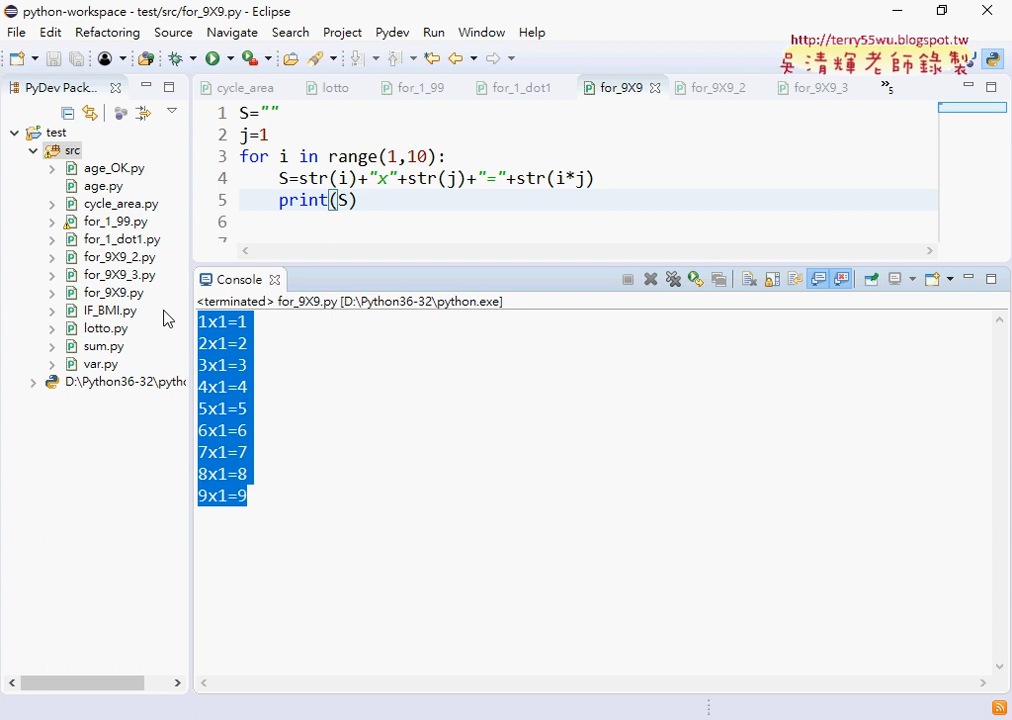 python-workspace - test/src/for_9X9.py - Eclipse
File Edit Refactoring Source Navigate Search Project Pydev Run Window Help
http://terry55wu.blogspot.tw
吳清輝老師錄製
PyDev Pack...
cycle_area lotto for_1_99 for_1_dot1 for_9X9 for_9X9_2 for_9X9_3 »5
test
src
age_OK.py
age.py
cycle_area.py
for_1_99.py
for_1_dot1.py
for_9X9_2.py
for_9X9_3.py
for_9X9.py
IF_BMI.py
lotto.py
sum.py
var.py
D:\Python36-32\pytho
1 S=""
2 j=1
3 for i in range(1,10):
4 S=str(i)+"x"+str(j)+"="+str(i*j)
5 print(S)
6
7
Console
<terminated> for_9X9.py [D:\Python36-32\python.exe]
1x1=1
2x1=2
3x1=3
4x1=4
5x1=5
6x1=6
7x1=7
8x1=8
9x1=9